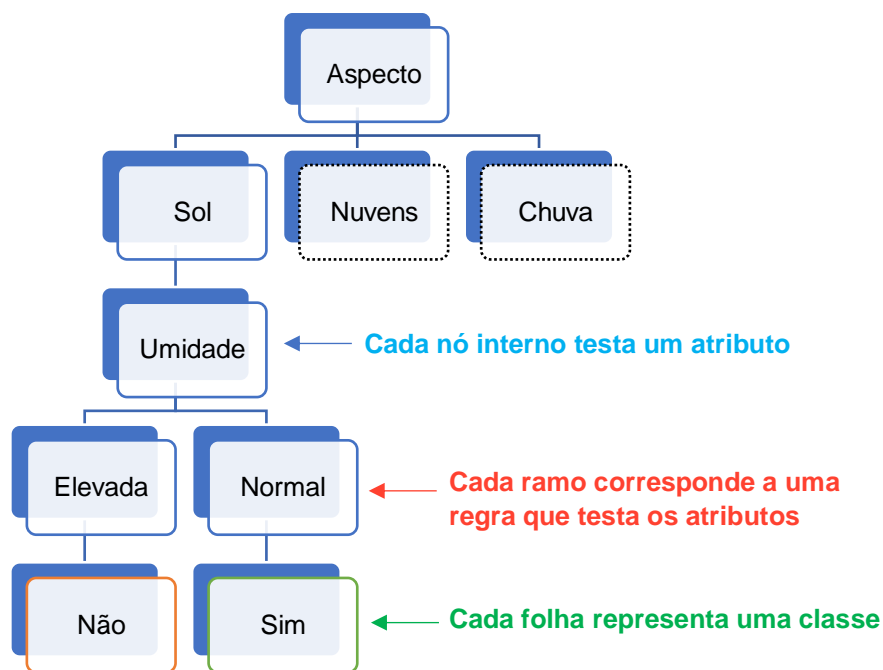 Aspecto
Sol
Nuvens
Chuva
Umidade
Cada nó interno testa um atributo
Elevada
Normal
Cada ramo corresponde a uma
regra que testa os atributos
Não
Sim
Cada folha representa uma classe